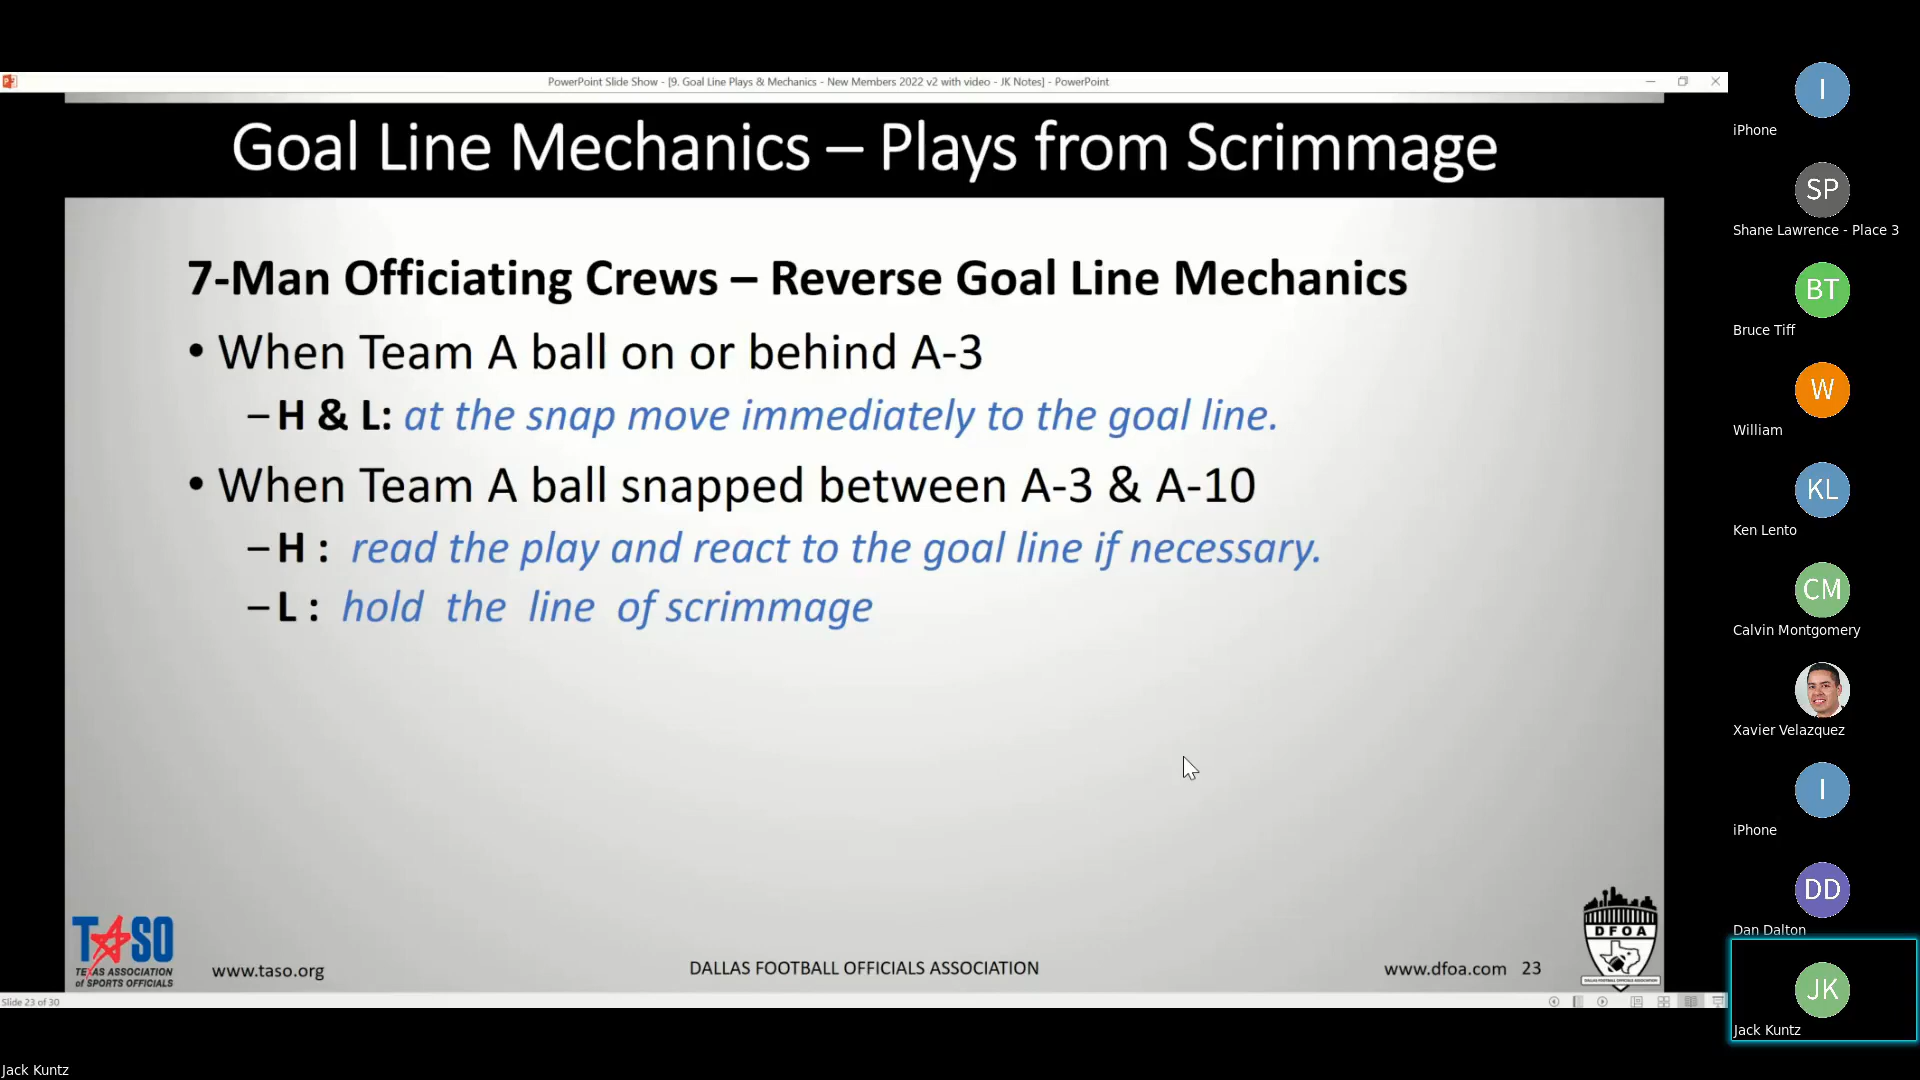 PowerPoint Slide Show - [9. Goal Line Plays & Mechanics - New Members 2022 v2 with video - JK Notes] - PowerPoint
Goal Line Mechanics – Plays from Scrimmage
7-Man Officiating Crews – Reverse Goal Line Mechanics
• When Team A ball on or behind A-3
– H & L: at the snap move immediately to the goal line.
• When Team A ball snapped between A-3 & A-10
– H : read the play and react to the goal line if necessary.
– L : hold the line of scrimmage
TASO
TEXAS ASSOCIATION
of SPORTS OFFICIALS
www.taso.org
DALLAS FOOTBALL OFFICIALS ASSOCIATION
www.dfoa.com 23
DFOA
DALLAS FOOTBALL OFFICIALS ASSOCIATION
Slide 23 of 30
I
iPhone
SP
Shane Lawrence - Place 3
BT
Bruce Tiff
W
William
KL
Ken Lento
CM
Calvin Montgomery
Xavier Velazquez
I
iPhone
DD
Dan Dalton
JK
Jack Kuntz
Jack Kuntz